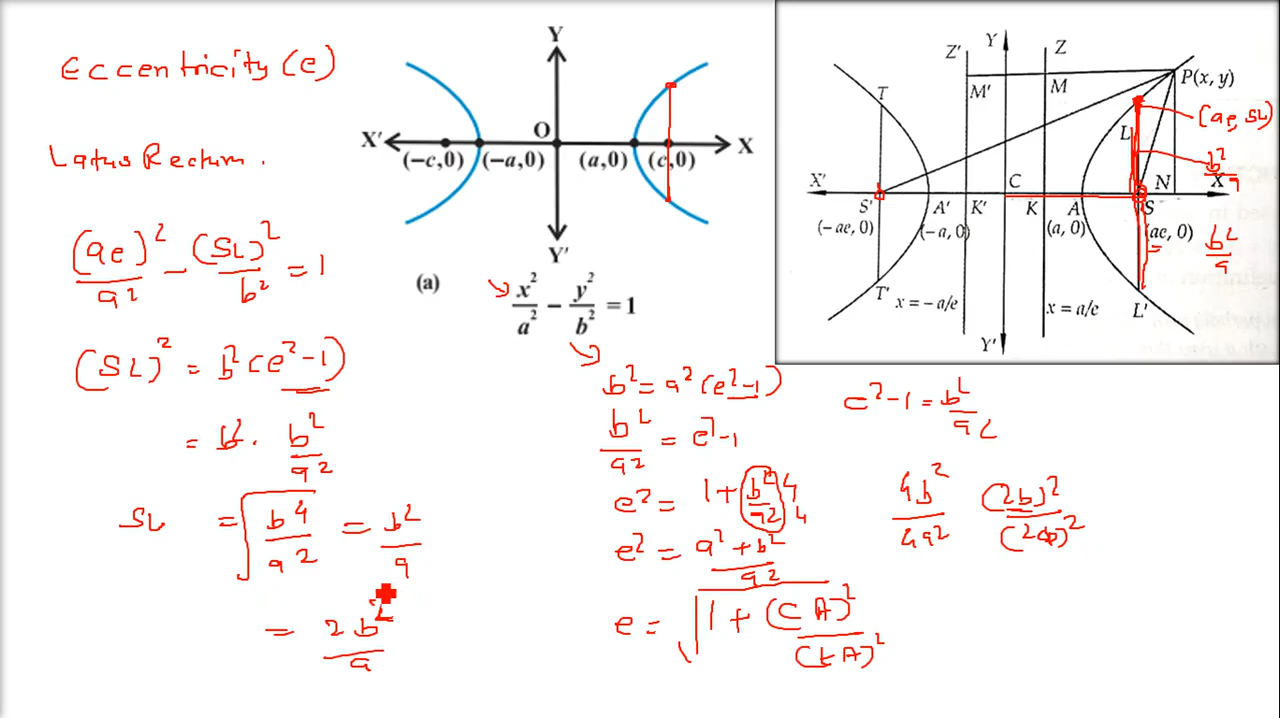 Eccentricity (e)
Latus Rectum.
(ae)²/a² - (SL)²/b² = 1
(SL)² = b² (e²-1)
= b² · b²/a²
SL = √(b⁴/a²) = b²/a
= 2b²/a
Y
X' O X
(-c,0) (-a,0) (a,0) (c,0)
Y'
(a) x²/a² - y²/b² = 1
b² = a² (e²-1)
b²/a² = e²-1
e² = 1 + b²/a² 4/4
e² = (a² + b²)/a²
e = √(1 + (CA)²/(tA)²)
e²-1 = b²/a²
4b²/4a² (2b)²/(2a)²
Z' Y Z
M' M P(x, y)
T L (ae, SL)
b²/a
X' C N X
S' A' K' K A S
(-ae, 0) (-a, 0) (a, 0) (ae, 0)
b²/a
T' x = -a/e x = a/e L'
Y'